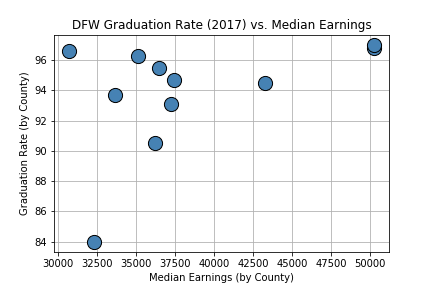 DFW Graduation Rate (2017) vs. Median Earnings
96
94
92
90
88
86
84
Graduation Rate (by County)
30000 32500 35000 37500 40000 42500 45000 47500 50000
Median Earnings (by County)